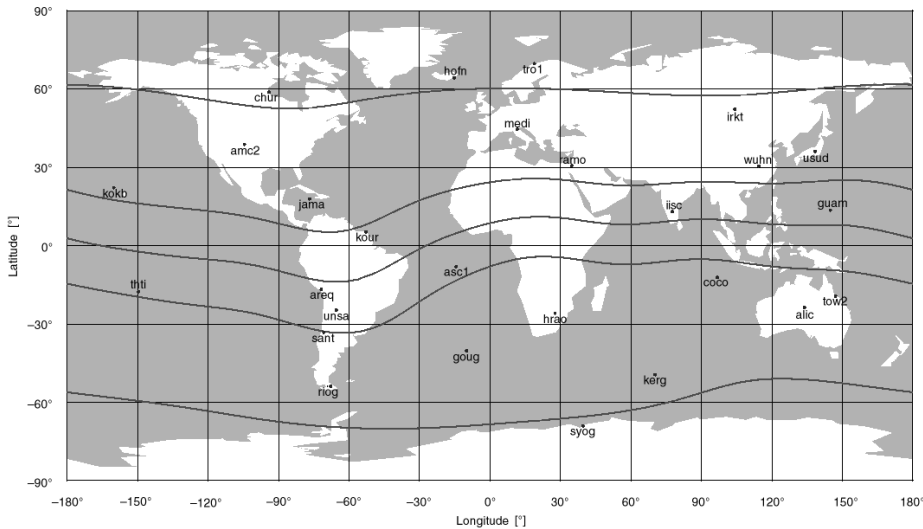 90°
60°
30°
0°
−30°
−60°
−90°
Latitude [°]
hofn
tro1
chur
irkt
medi
amc2
usud
ramo
wuhn
kokb
jama
iisc
guam
kour
asc1
thti
areq
coco
tow2
unsa
alic
hrao
sant
goug
kerg
riog
syog
−180° −150° −120° −90° −60° −30° 0° 30° 60° 90° 120° 150° 180°
Longitude [°]